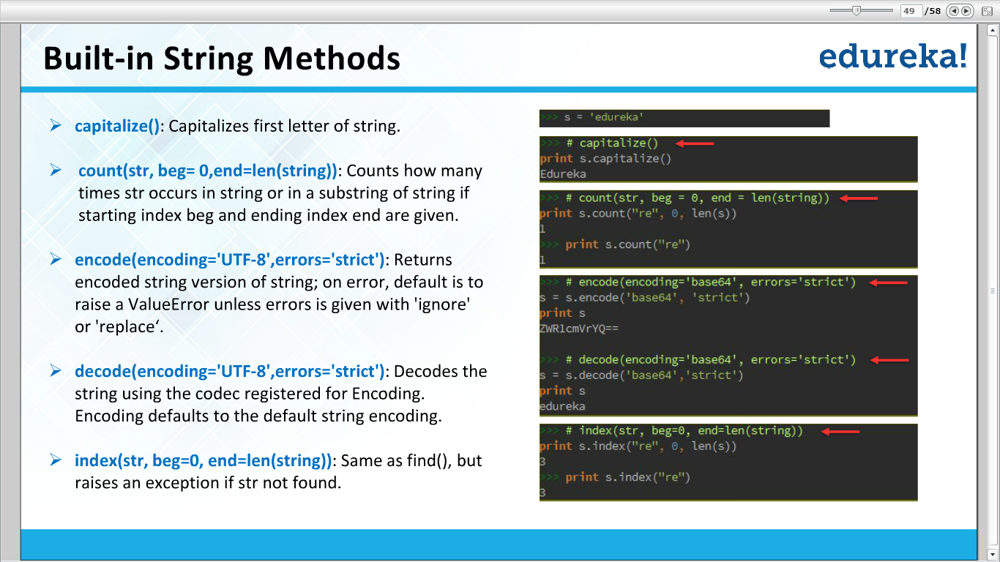 49 /58
Built-in String Methods
edureka!
capitalize(): Capitalizes first letter of string.
count(str, beg= 0,end=len(string)): Counts how many
times str occurs in string or in a substring of string if
starting index beg and ending index end are given.
encode(encoding='UTF-8',errors='strict'): Returns
encoded string version of string; on error, default is to
raise a ValueError unless errors is given with 'ignore'
or 'replace‘.
decode(encoding='UTF-8',errors='strict'): Decodes the
string using the codec registered for Encoding.
Encoding defaults to the default string encoding.
index(str, beg=0, end=len(string)): Same as find(), but
raises an exception if str not found.
>>> s = 'edureka'
>>> # capitalize()
print s.capitalize()
Edureka
>>> # count(str, beg = 0, end = len(string))
print s.count("re", 0, len(s))
1
>>> print s.count("re")
1
>>> # encode(encoding='base64', errors='strict')
s = s.encode('base64', 'strict')
print s
ZWR1cmVrYQ==
>>> # decode(encoding='base64', errors='strict')
s = s.decode('base64','strict')
print s
edureka
>>> # index(str, beg=0, end=len(string))
print s.index("re", 0, len(s))
3
>>> print s.index("re")
3